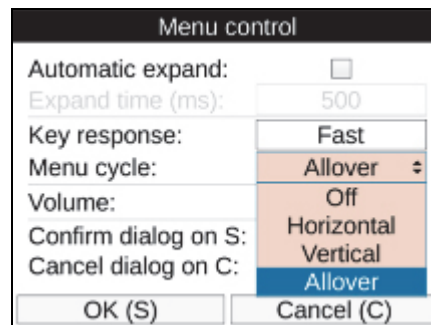 Menu control
Automatic expand:
Expand time (ms): 500
Key response: Fast
Menu cycle: Allover
Off
Horizontal
Vertical
Allover
Volume:
Confirm dialog on S:
Cancel dialog on C:
OK (S) Cancel (C)